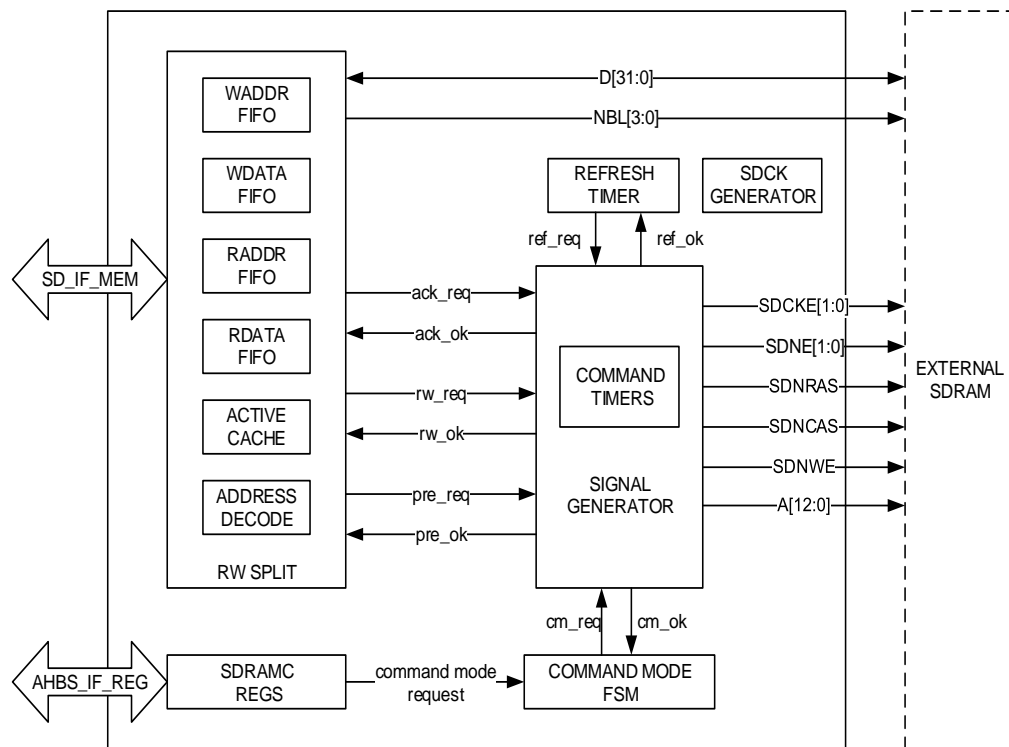 WADDR
FIFO
WDATA
FIFO
RADDR
FIFO
RDATA
FIFO
ACTIVE
CACHE
ADDRESS
DECODE
RW SPLIT
SD_IF_MEM
AHBS_IF_REG
SDRAMC
REGS
command mode
request
COMMAND MODE
FSM
cm_req
cm_ok
ack_req
ack_ok
rw_req
rw_ok
pre_req
pre_ok
REFRESH
TIMER
SDCK
GENERATOR
ref_req
ref_ok
COMMAND
TIMERS
SIGNAL
GENERATOR
D[31:0]
NBL[3:0]
SDCKE[1:0]
SDNE[1:0]
SDNRAS
SDNCAS
SDNWE
A[12:0]
EXTERNAL
SDRAM